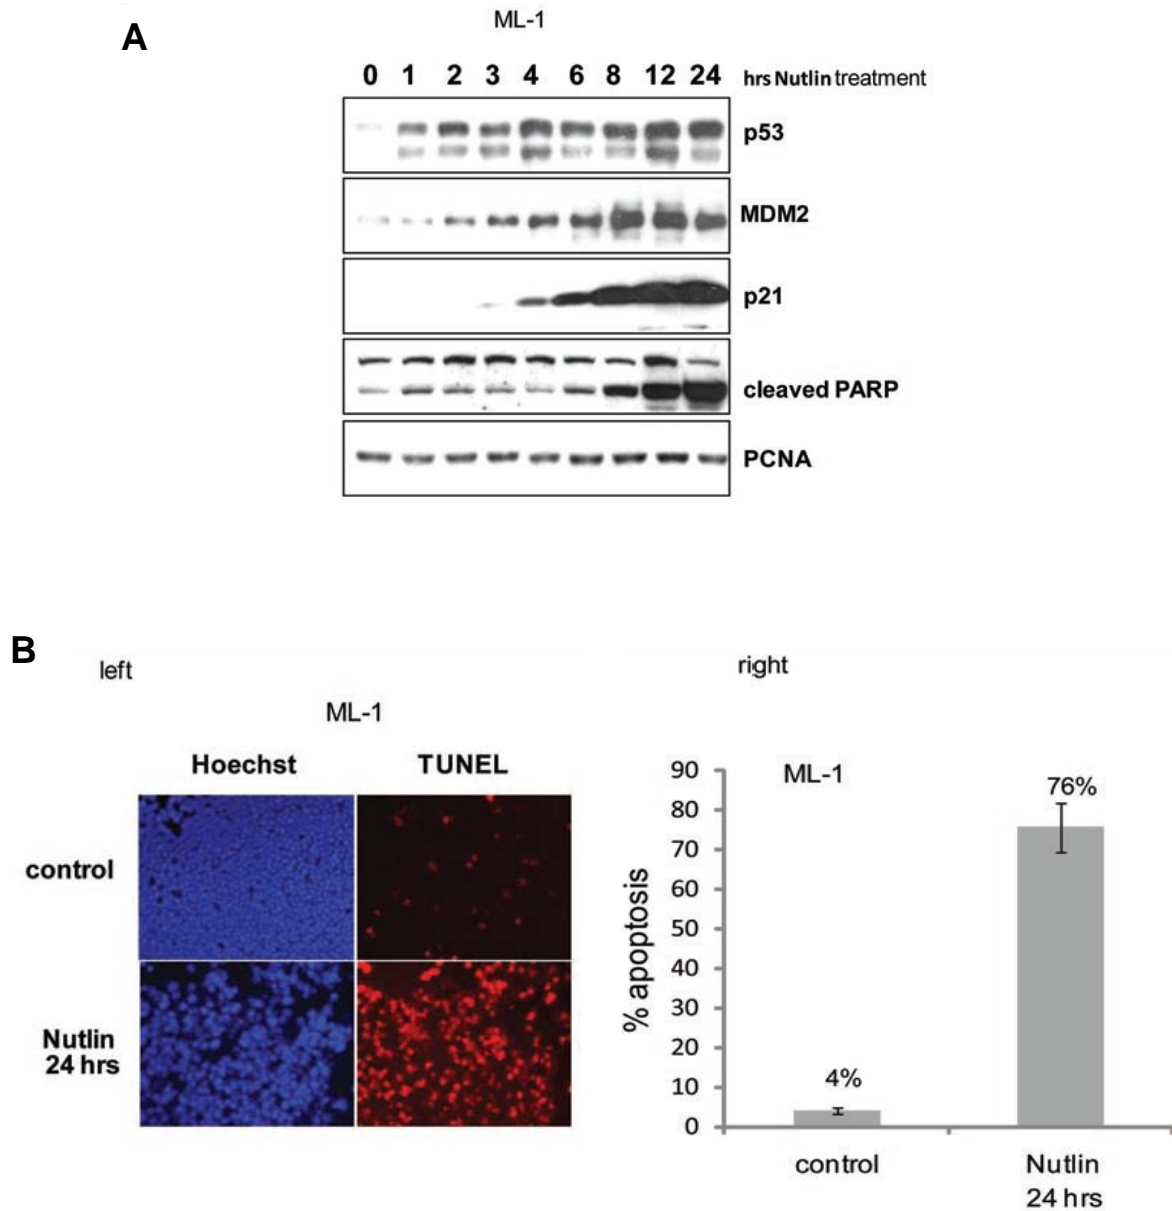 A
ML-1
0 1 2 3 4 6 8 12 24 hrs Nutlin treatment
p53
MDM2
p21
cleaved PARP
PCNA
B
left
ML-1
Hoechst TUNEL
control
Nutlin
24 hrs
right
ML-1
% apoptosis
90
80
70
60
50
40
30
20
10
0
4%
76%
control
Nutlin
24 hrs